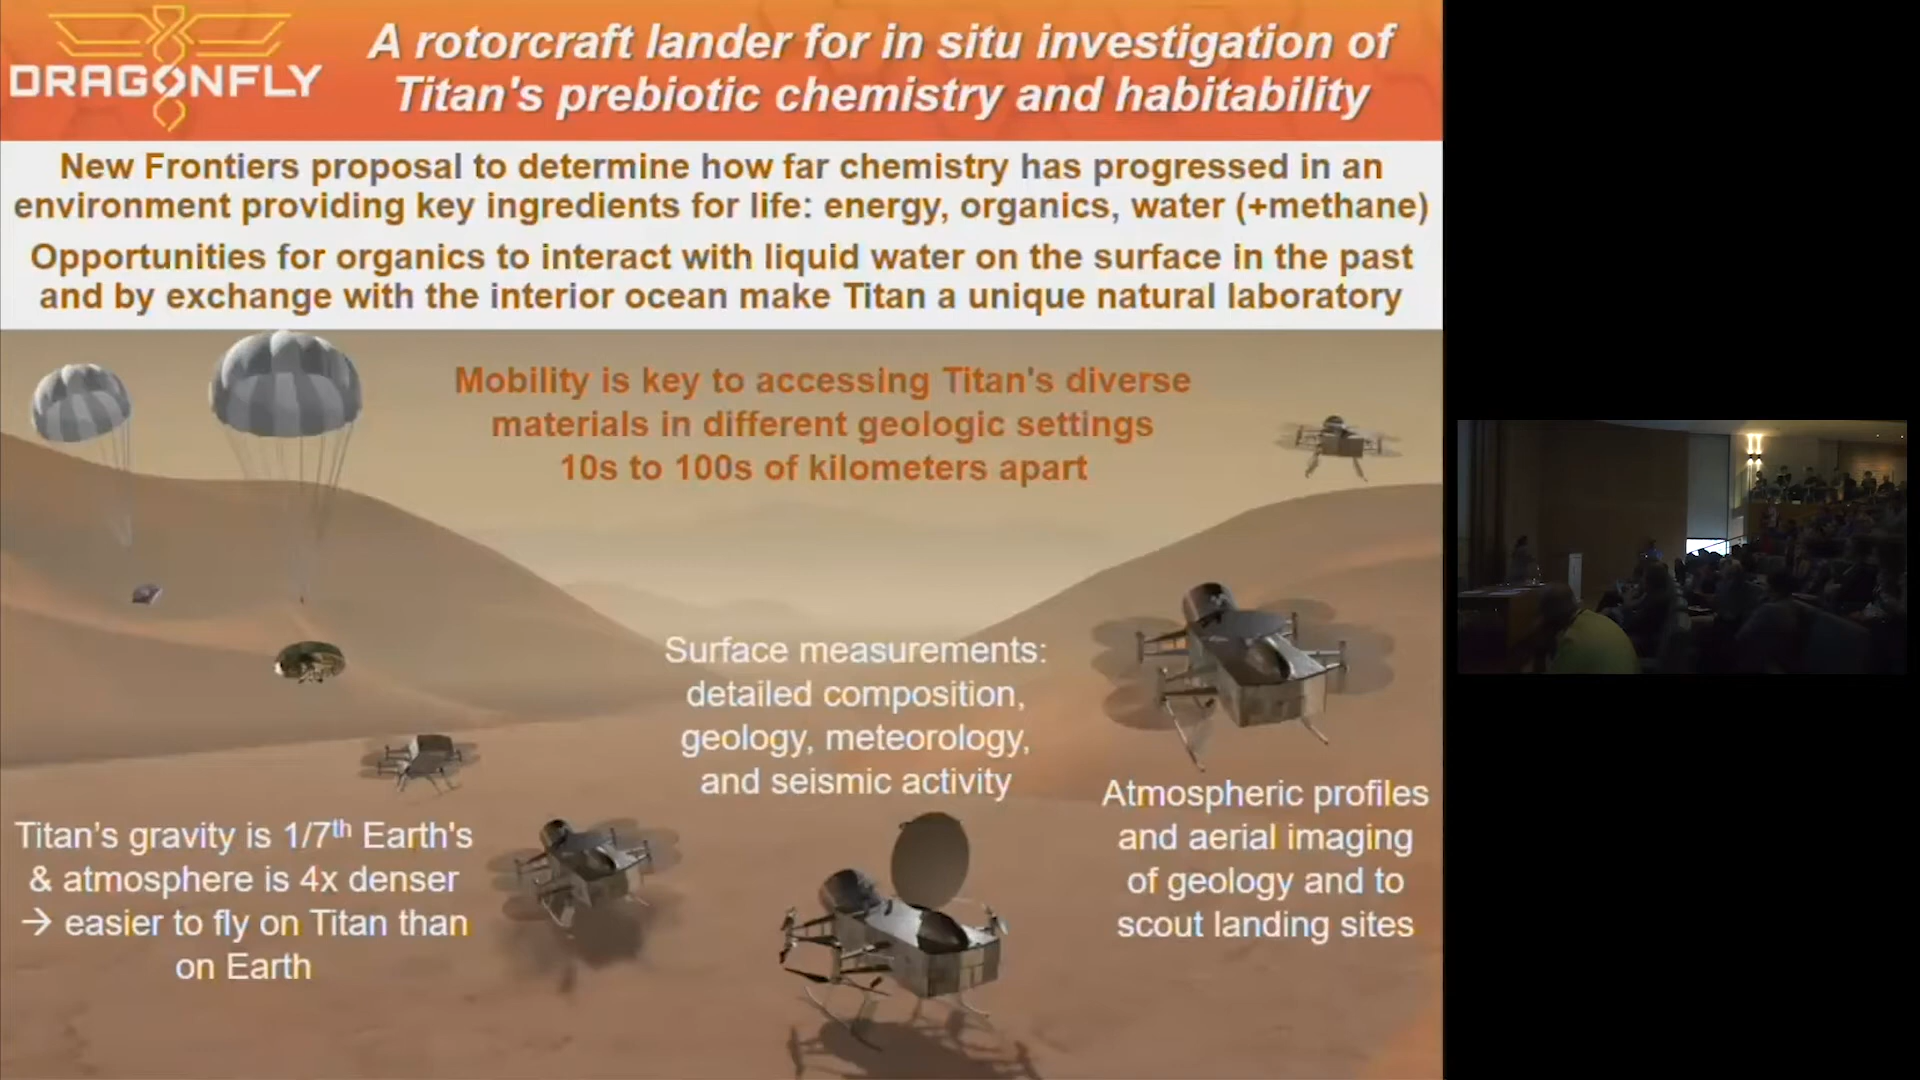 DRAGONFLY
A rotorcraft lander for in situ investigation of
Titan's prebiotic chemistry and habitability
New Frontiers proposal to determine how far chemistry has progressed in an
environment providing key ingredients for life: energy, organics, water (+methane)
Opportunities for organics to interact with liquid water on the surface in the past
and by exchange with the interior ocean make Titan a unique natural laboratory
Mobility is key to accessing Titan's diverse
materials in different geologic settings
10s to 100s of kilometers apart
Surface measurements:
detailed composition,
geology, meteorology,
and seismic activity
Atmospheric profiles
and aerial imaging
of geology and to
scout landing sites
Titan’s gravity is 1/7th Earth's
& atmosphere is 4x denser
→ easier to fly on Titan than
on Earth